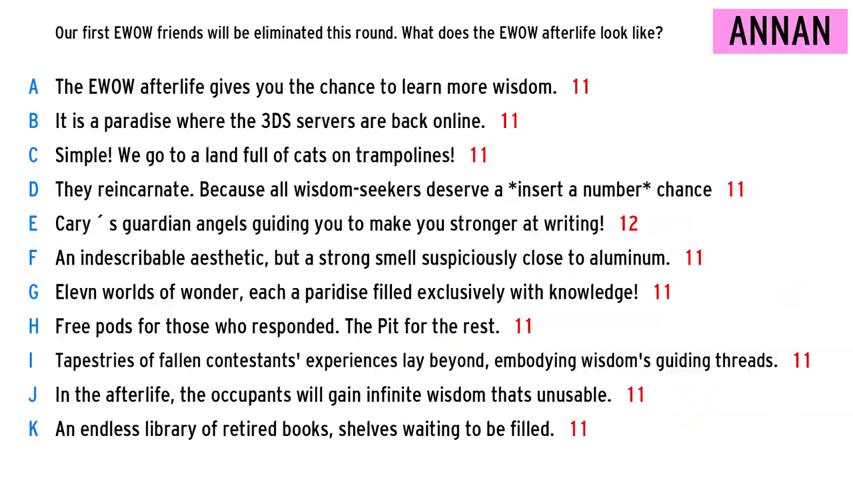 Our first EWOW friends will be eliminated this round. What does the EWOW afterlife look like?
ANNAN
A The EWOW afterlife gives you the chance to learn more wisdom. 11
B It is a paradise where the 3DS servers are back online. 11
C Simple! We go to a land full of cats on trampolines! 11
D They reincarnate. Because all wisdom-seekers deserve a *insert a number* chance 11
E Cary ´ s guardian angels guiding you to make you stronger at writing! 12
F An indescribable aesthetic, but a strong smell suspiciously close to aluminum. 11
G Elevn worlds of wonder, each a paridise filled exclusively with knowledge! 11
H Free pods for those who responded. The Pit for the rest. 11
I Tapestries of fallen contestants' experiences lay beyond, embodying wisdom's guiding threads. 11
J In the afterlife, the occupants will gain infinite wisdom thats unusable. 11
K An endless library of retired books, shelves waiting to be filled. 11